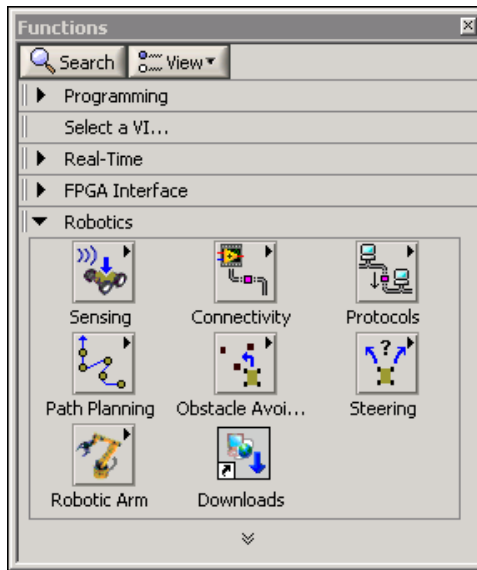 Functions
Search View
Programming
Select a VI...
Real-Time
FPGA Interface
Robotics
Sensing Connectivity Protocols
?
Path Planning Obstacle Avoi... Steering
Robotic Arm Downloads